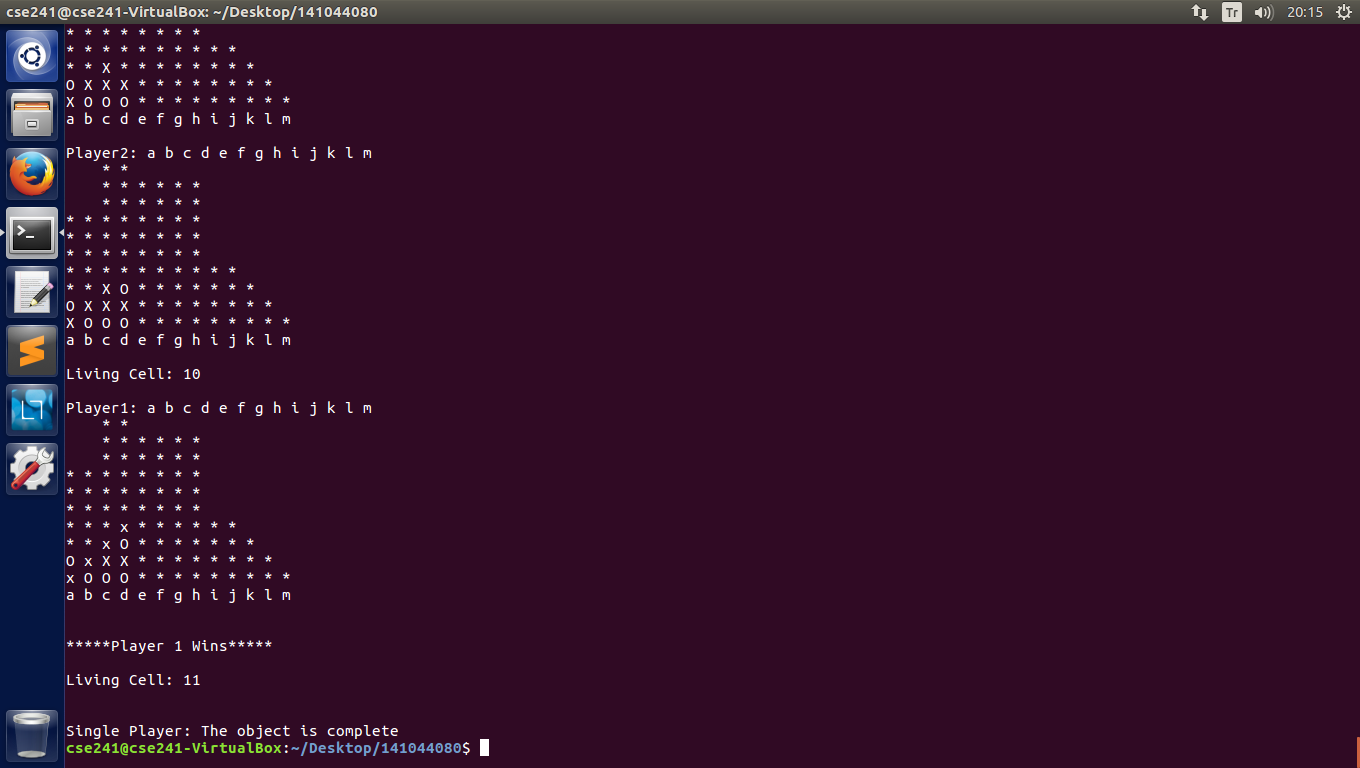 cse241@cse241-VirtualBox: ~/Desktop/141044080 Tr 20:15
* * * * * * * *
* * * * * * * * * *
* * X * * * * * * * *
O X X X * * * * * * * *
X O O O * * * * * * * * *
a b c d e f g h i j k l m

Player2: a b c d e f g h i j k l m
    * *
    * * * * * *
    * * * * * *
* * * * * * * *
* * * * * * * *
* * * * * * * *
* * * * * * * * * *
* * X O * * * * * * *
O X X X * * * * * * * *
X O O O * * * * * * * * *
a b c d e f g h i j k l m

Living Cell: 10

Player1: a b c d e f g h i j k l m
    * *
    * * * * * *
    * * * * * *
* * * * * * * *
* * * * * * * *
* * * * * * * *
* * * x * * * * * *
* * x O * * * * * * *
O x X X * * * * * * * *
x O O O * * * * * * * * *
a b c d e f g h i j k l m

*****Player 1 Wins*****

Living Cell: 11

Single Player: The object is complete
cse241@cse241-VirtualBox:~/Desktop/141044080$